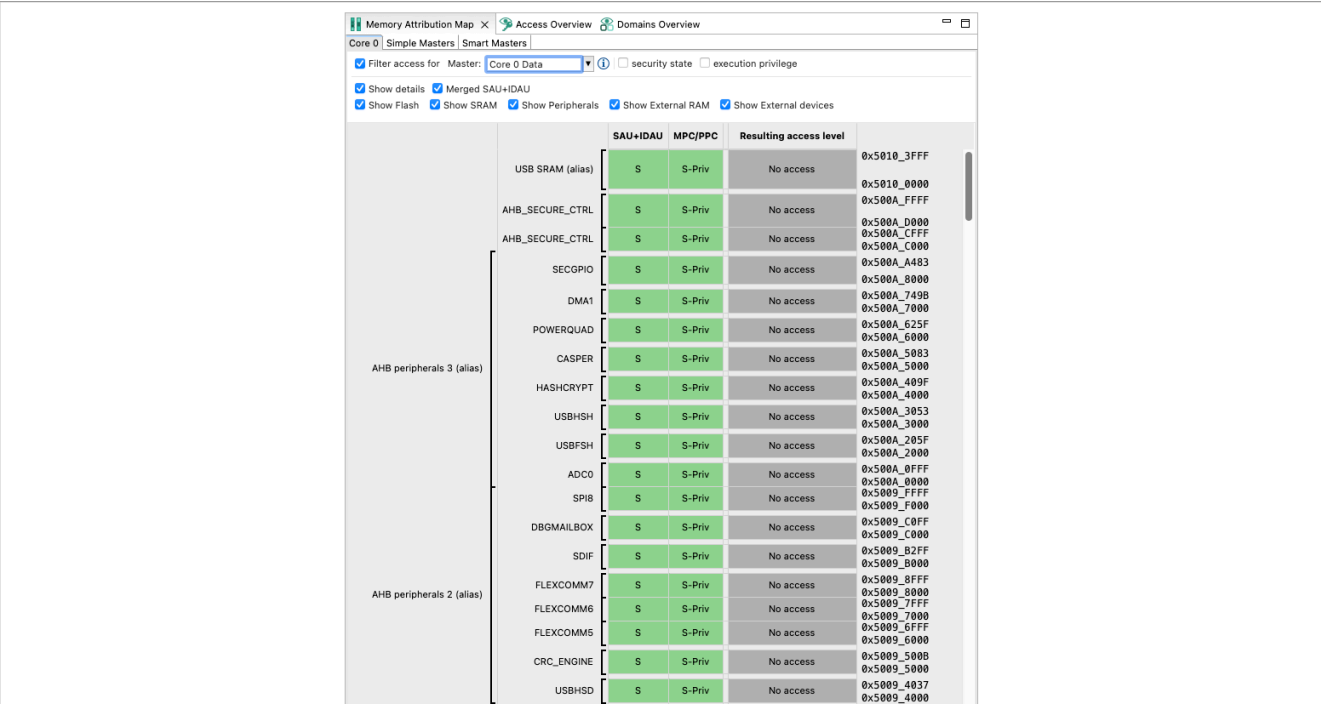 Memory Attribution Map Access Overview Domains Overview
Core 0 Simple Masters Smart Masters
Filter access for Master: Core 0 Data security state execution privilege
Show details Merged SAU+IDAU
Show Flash Show SRAM Show Peripherals Show External RAM Show External devices
SAU+IDAU MPC/PPC Resulting access level
0x5010_3FFF
USB SRAM (alias) S S-Priv No access
0x5010_0000
0x500A_FFFF
AHB_SECURE_CTRL S S-Priv No access
0x500A_D000
0x500A_CFFF
AHB_SECURE_CTRL S S-Priv No access
0x500A_C000
0x500A_A483
SECGPIO S S-Priv No access
0x500A_8000
0x500A_749B
DMA1 S S-Priv No access
0x500A_7000
0x500A_625F
POWERQUAD S S-Priv No access
0x500A_6000
0x500A_5083
CASPER S S-Priv No access
0x500A_5000
AHB peripherals 3 (alias)
0x500A_409F
HASHCRYPT S S-Priv No access
0x500A_4000
0x500A_3053
USBHSH S S-Priv No access
0x500A_3000
0x500A_205F
USBFSH S S-Priv No access
0x500A_2000
0x500A_0FFF
ADC0 S S-Priv No access
0x500A_0000
0x5009_FFFF
SPI8 S S-Priv No access
0x5009_F000
0x5009_C0FF
DBGMAILBOX S S-Priv No access
0x5009_C000
0x5009_B2FF
SDIF S S-Priv No access
0x5009_B000
0x5009_8FFF
FLEXCOMM7 S S-Priv No access
0x5009_8000
AHB peripherals 2 (alias)
0x5009_7FFF
FLEXCOMM6 S S-Priv No access
0x5009_7000
0x5009_6FFF
FLEXCOMM5 S S-Priv No access
0x5009_6000
0x5009_500B
CRC_ENGINE S S-Priv No access
0x5009_5000
0x5009_4037
USBHSD S S-Priv No access
0x5009_4000